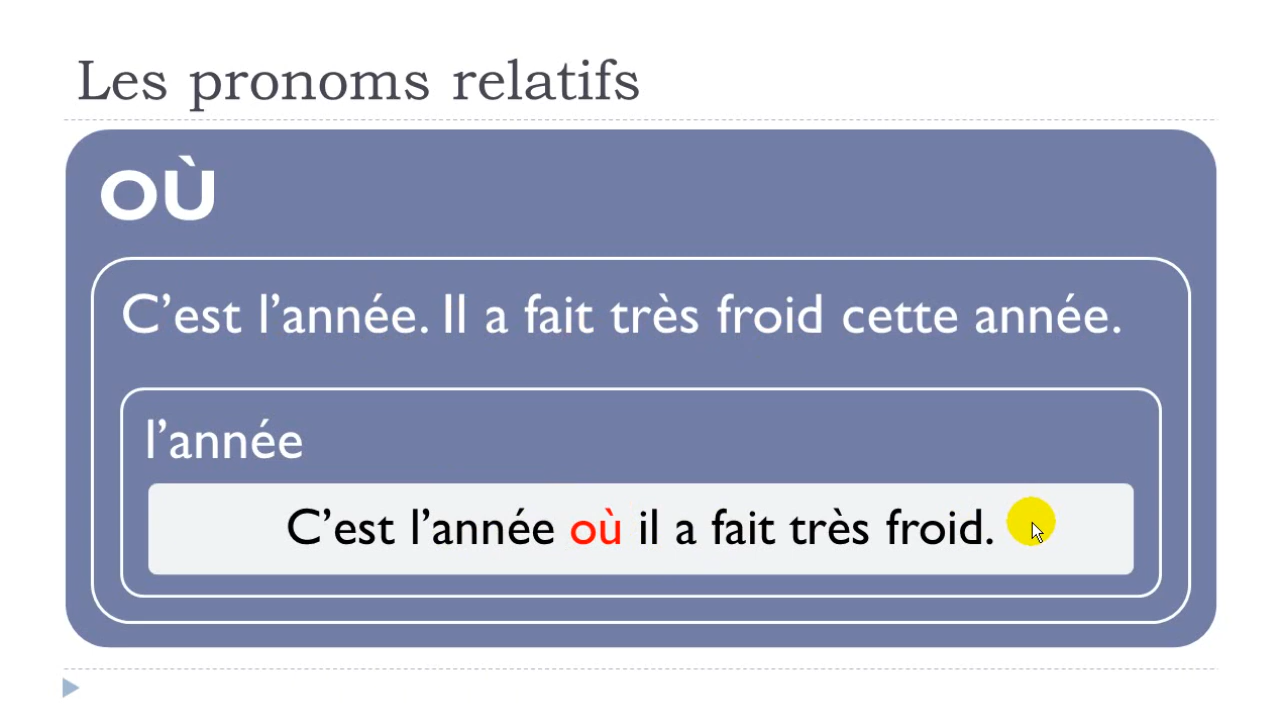 Les pronoms relatifs
OÙ
C’est l’année. Il a fait très froid cette année.
l’année
C’est l’année où il a fait très froid.